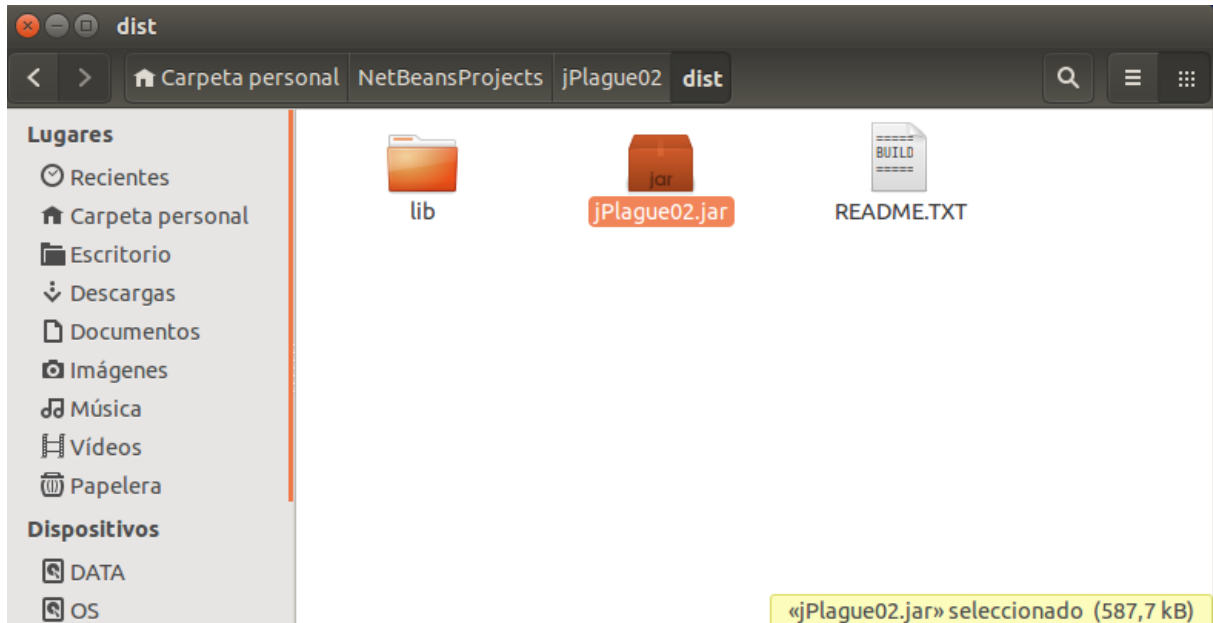 dist
Carpeta personal NetBeansProjects jPlague02 dist
Lugares
Recientes
Carpeta personal
Escritorio
Descargas
Documentos
Imágenes
Música
Vídeos
Papelera
Dispositivos
DATA
OS
lib
jar
jPlague02.jar
BUILD
README.TXT
«jPlague02.jar» seleccionado (587,7 kB)